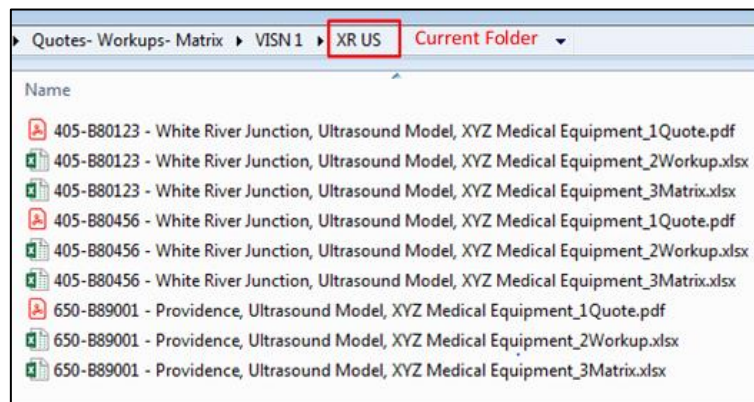 Quotes- Workups- Matrix ▸ VISN 1 ▸ XR US Current Folder
Name
405-B80123 - White River Junction, Ultrasound Model, XYZ Medical Equipment_1Quote.pdf
405-B80123 - White River Junction, Ultrasound Model, XYZ Medical Equipment_2Workup.xlsx
405-B80123 - White River Junction, Ultrasound Model, XYZ Medical Equipment_3Matrix.xlsx
405-B80456 - White River Junction, Ultrasound Model, XYZ Medical Equipment_1Quote.pdf
405-B80456 - White River Junction, Ultrasound Model, XYZ Medical Equipment_2Workup.xlsx
405-B80456 - White River Junction, Ultrasound Model, XYZ Medical Equipment_3Matrix.xlsx
650-B89001 - Providence, Ultrasound Model, XYZ Medical Equipment_1Quote.pdf
650-B89001 - Providence, Ultrasound Model, XYZ Medical Equipment_2Workup.xlsx
650-B89001 - Providence, Ultrasound Model, XYZ Medical Equipment_3Matrix.xlsx